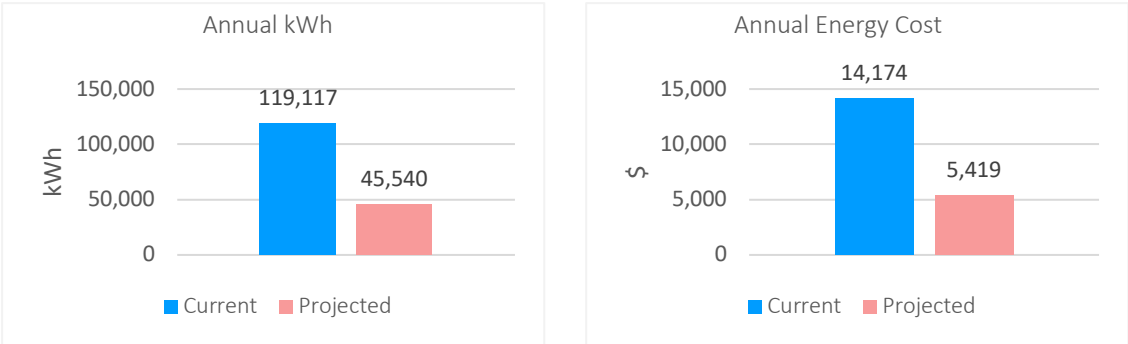 Annual kWh
150,000
119,117
100,000
kWh
45,540
50,000
0
Current
Projected
Annual Energy Cost
14,174
15,000
10,000
$
5,419
5,000
0
Current
Projected